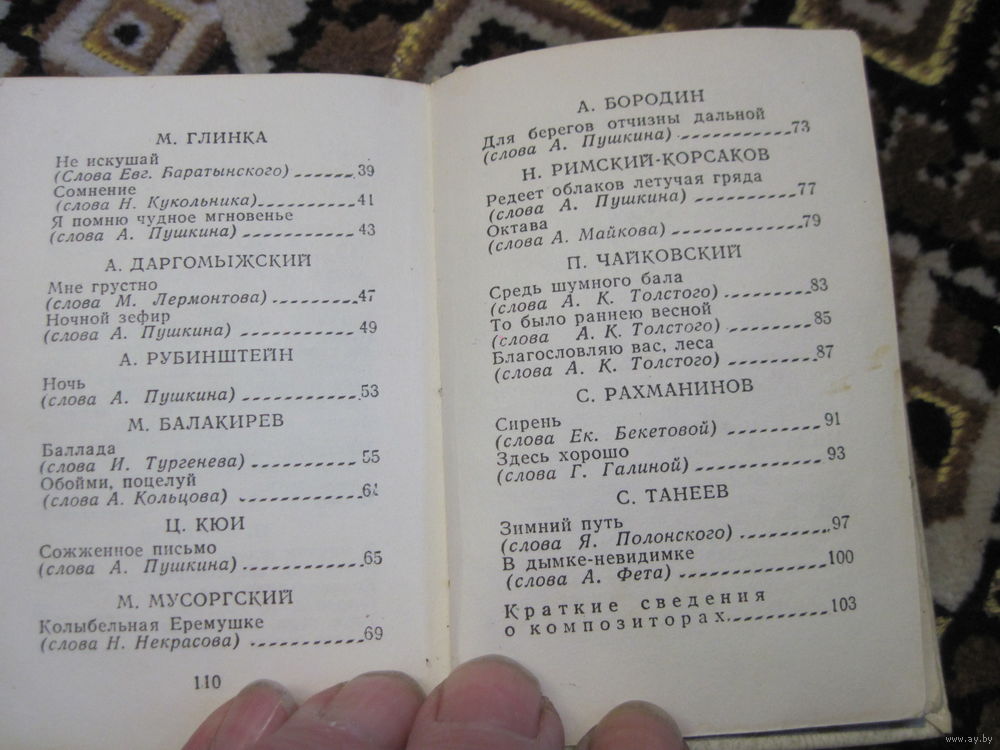 М. ГЛИНКА
Не искушай
(Слова Евг. Баратынского) 39
Сомнение
(слова Н. Кукольника) 41
Я помню чудное мгновенье
(слова А. Пушкина) 43
А. ДАРГОМЫЖСКИЙ
Мне грустно
(слова М. Лермонтова) 47
Ночной зефир
(слова А. Пушкина) 49
А. РУБИНШТЕЙН
Ночь
(слова А. Пушкина) 53
М. БАЛАКИРЕВ
Баллада
(слова И. Тургенева) 55
Обойми, поцелуй
(слова А. Кольцова)
Ц. КЮИ
Сожженное письмо
(слова А. Пушкина) 65
М. МУСОРГСКИЙ
Колыбельная Еремушке
(слова Н. Некрасова) 69
110
А. БОРОДИН
Для берегов отчизны дальной
(слова А. Пушкина) 73
Н. РИМСКИЙ-КОРСАКОВ
Редеет облаков летучая гряда
(слова А. Пушкина) 77
Октава
(слова А. Майкова) 79
П. ЧАЙКОВСКИЙ
Средь шумного бала
(слова А. К. Толстого) 83
То было раннею весной
(слова А. К. Толстого) 85
Благословляю вас, леса
(слова А. К. Толстого) 87
С. РАХМАНИНОВ
Сирень
(слова Ек. Бекетовой) 91
Здесь хорошо
(слова Г. Галиной) 93
С. ТАНЕЕВ
Зимний путь
(слова Я. Полонского) 97
В дымке-невидимке
(слова А. Фета) 100
Краткие сведения
о композиторах 103
www.ay.by